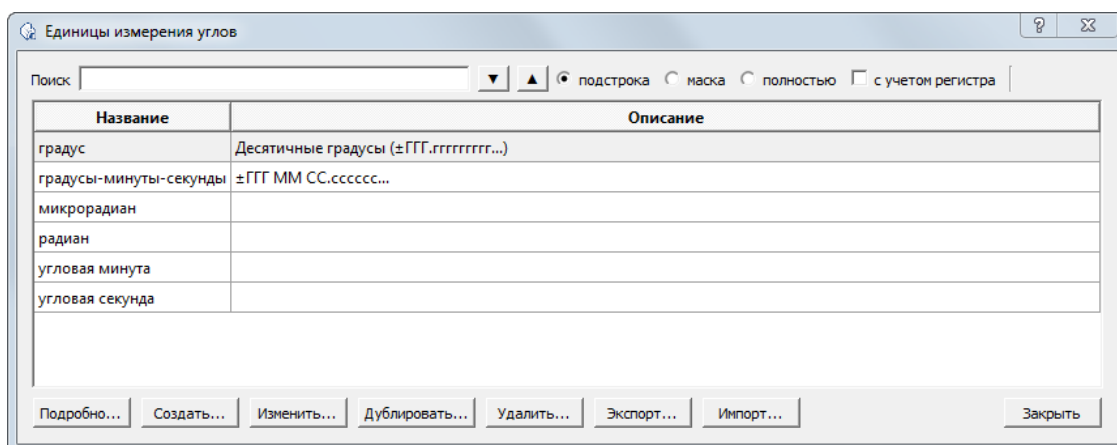 Единицы измерения углов
Поиск ▼ ▲ подстрока маска полностью с учетом регистра
Название Описание
градус Десятичные градусы (±ГГГ.ггггггггг...)
градусы-минуты-секунды ±ГГГ ММ СС.сссссс...
микрорадиан
радиан
угловая минута
угловая секунда
Подробно... Создать... Изменить... Дублировать... Удалить... Экспорт... Импорт... Закрыть